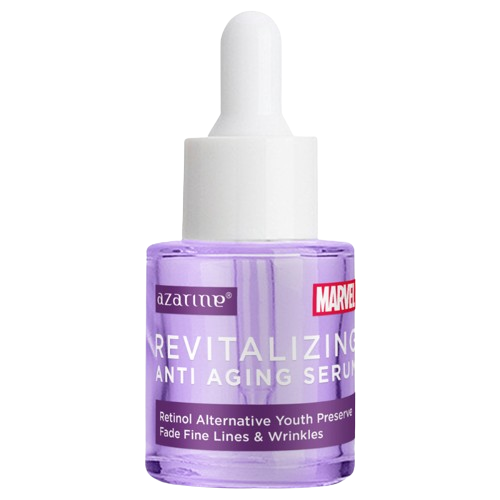 azarine®
MARVEL
REVITALIZING
ANTI AGING SERUM
Retinol Alternative Youth Preserve
Fade Fine Lines & Wrinkles